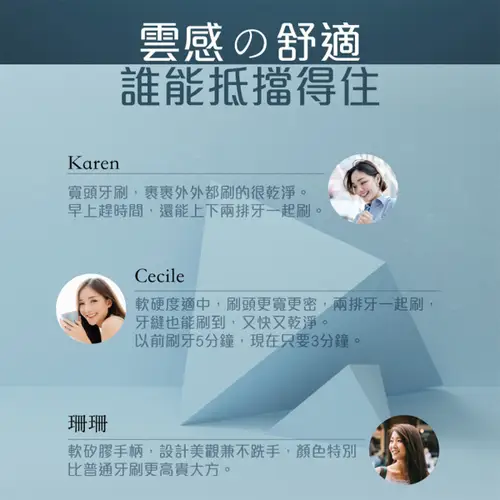 雲感の舒適
誰能抵擋得住
Karen
寬頭牙刷，裹裹外外都刷的很乾淨。
早上趕時間，還能上下兩排牙一起刷。
Cecile
軟硬度適中，刷頭更寬更密，兩排牙一起刷，
牙縫也能刷到，又快又乾淨。
以前刷牙5分鐘，現在只要3分鐘。
珊珊
軟矽膠手柄，設計美觀兼不跣手，顏色特別
比普通牙刷更高貴大方。